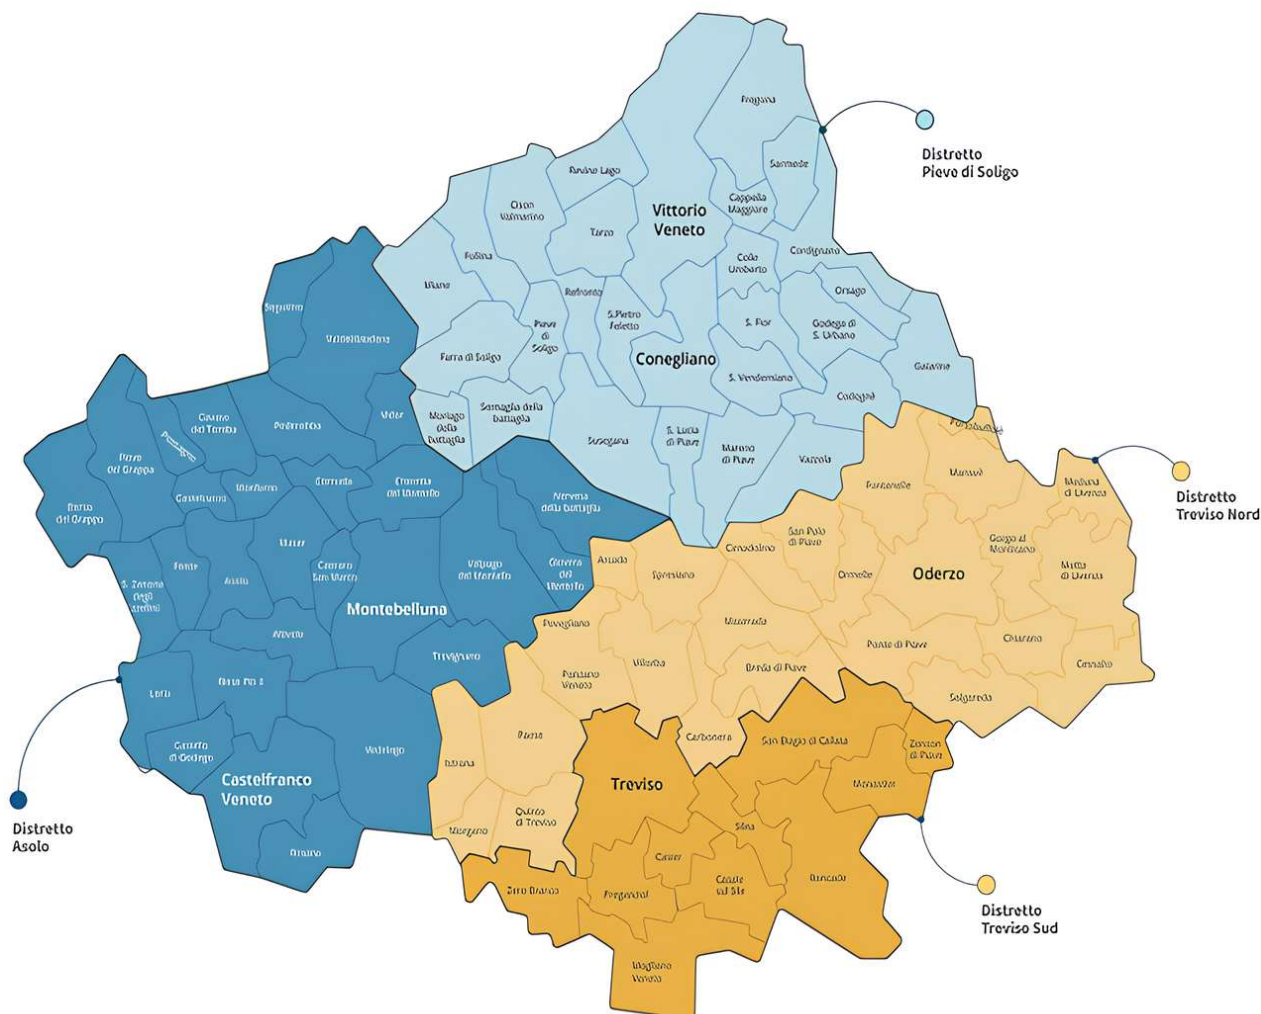 Fregona
Distretto
Pieve di Soligo
Sarmede
Cappella
Maggiore
Vittorio
Veneto
Tarzo
Cison
Valmarino
Follina
Colle
Umberto
Cordignano
Orsago
Refrontolo
S. Pietro
Feletto
S. Fior
Godega di
S. Urbano
Pieve
di
Soligo
Farra di Soligo
Conegliano
S. Vendemiano
Gaiarine
Codognè
Moriago
della
Battaglia
Sernaglia della
Battaglia
Susegana
S. Lucia
di Piave
Mareno
di Piave
Vazzola
Valdobbiadene
Vidor
Pederobba
Cavaso
del Tomba
Pieve
del Grappa
Borso
del Grappa
Castelcucco
Monfumo
Cornuda
Crocetta
del Montello
Nervesa
della Battaglia
Maser
Caerano
San Marco
Volpago
del Montello
Giavera
del
Montello
Fonte
Asolo
S. Zenone
degli
Ezzelini
Montebelluna
Altivole
Trevignano
Loria
Riese Pio X
Castello
di Godego
Castelfranco
Veneto
Vedelago
Distretto
Asolo
Portobuffolè
Mansuè
Fontanelle
Meduna
di Livenza
Distretto
Treviso Nord
San Polo
di Piave
Cimadolmo
Gorgo al
Monticano
Motta
di Livenza
Oderzo
Ormelle
Arcade
Spresiano
Povegliano
Maserada
Ponte di Piave
Chiarano
Cessalto
Villorba
Ponzano
Veneto
Breda di Piave
Salgareda
Paese
Carbonera
Istrana
Morgano
Quinto
di Treviso
San Biagio di Callalta
Zenson
di Piave
Monastier
Treviso
Silea
Casier
Casale
sul Sile
Roncade
Preganziol
Zero Branco
Mogliano
Veneto
Distretto
Treviso Sud